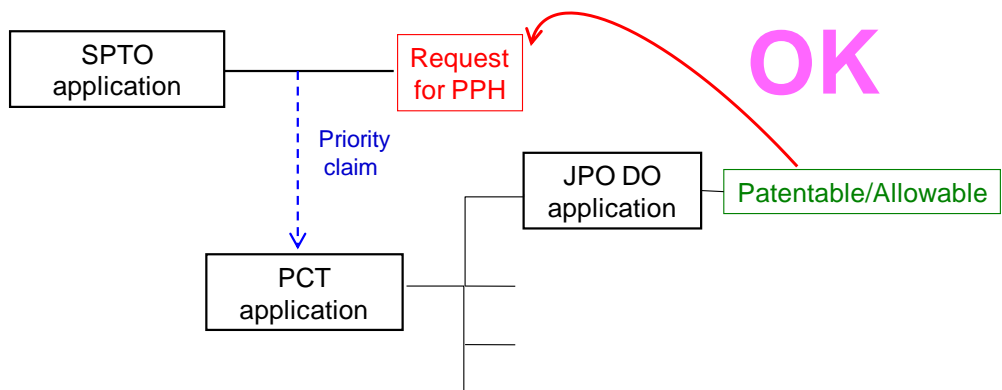 SPTO
application
Request
for PPH
OK
Priority
claim
JPO DO
application
Patentable/Allowable
PCT
application